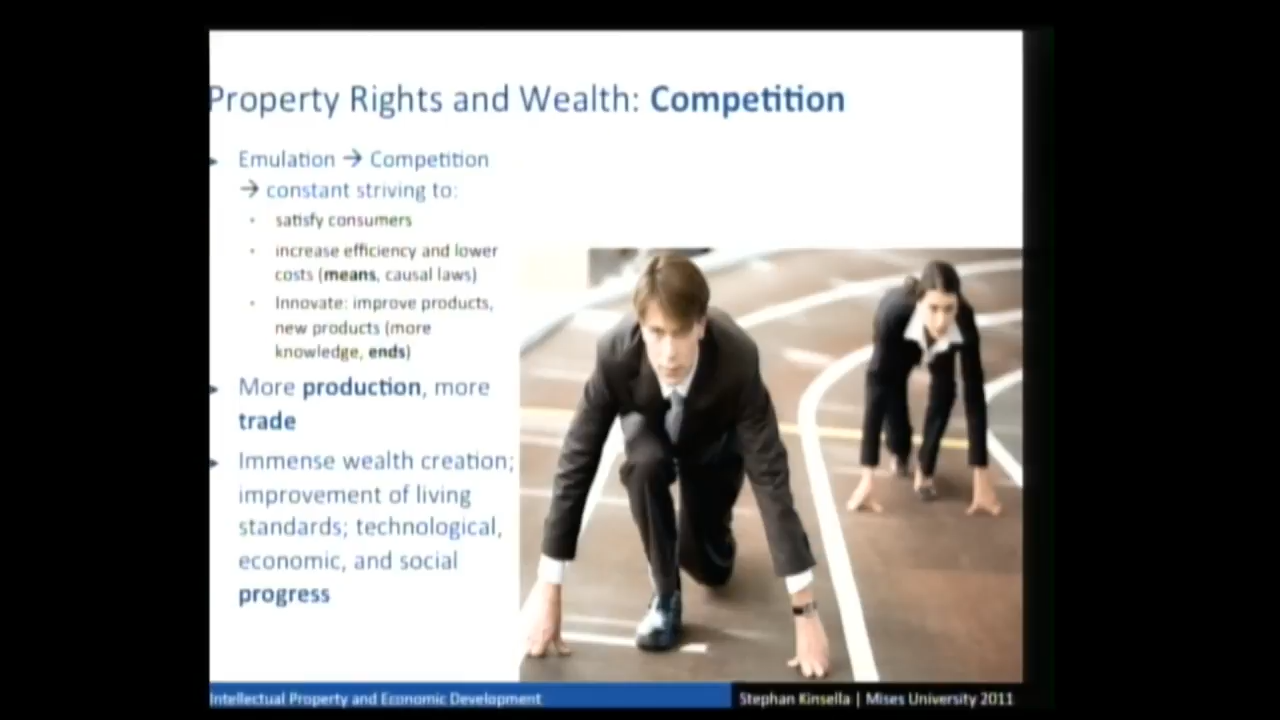 Property Rights and Wealth: Competition
Emulation → Competition
→ constant striving to:
satisfy consumers
increase efficiency and lower
costs (means, causal laws)
Innovate: improve products,
new products (more
knowledge, ends)
More production, more
trade
Immense wealth creation;
improvement of living
standards; technological,
economic, and social
progress
Intellectual Property and Economic Development
Stephan Kinsella | Mises University 2011